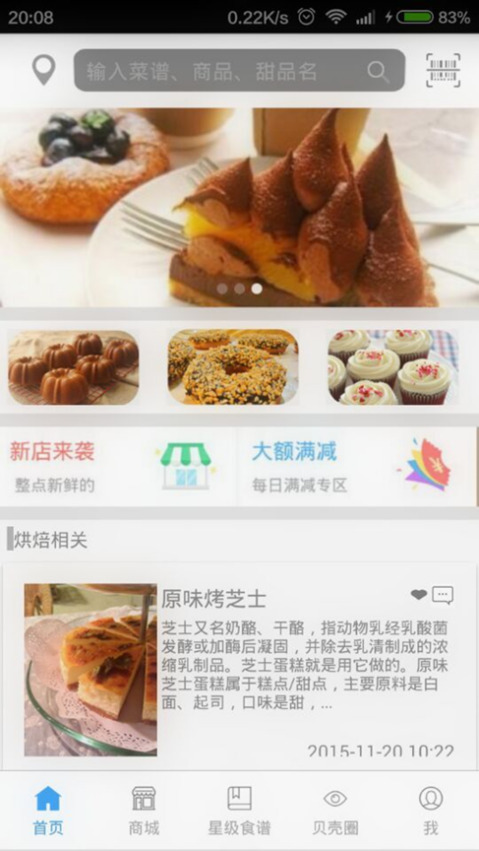 20:08 0.22K/s 83%
输入菜谱、商品、甜品名
新店来袭 大额满减
整点新鲜的 每日满减专区
烘焙相关
原味烤芝士
芝士又名奶酪、干酪，指动物乳经乳酸菌
发酵或加酶后凝固，并除去乳清制成的浓
缩乳制品。芝士蛋糕就是用它做的。原味
芝士蛋糕属于糕点/甜点，主要原料是白
面、起司，口味是甜，...
2015-11-20 10:22
首页 商城 星级食谱 贝壳圈 我